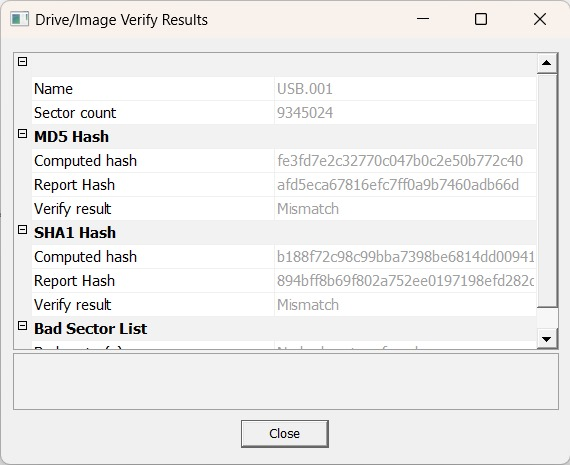 Drive/Image Verify Results
Name USB.001
Sector count 9345024
MD5 Hash
Computed hash fe3fd7e2c32770c047b0c2e50b772c40
Report Hash afd5eca67816efc7ff0a9b7460adb66d
Verify result Mismatch
SHA1 Hash
Computed hash b188f72c98c99bba7398be6814dd00941
Report Hash 894bff8b69f802a752ee0197198efd282c
Verify result Mismatch
Bad Sector List
Close